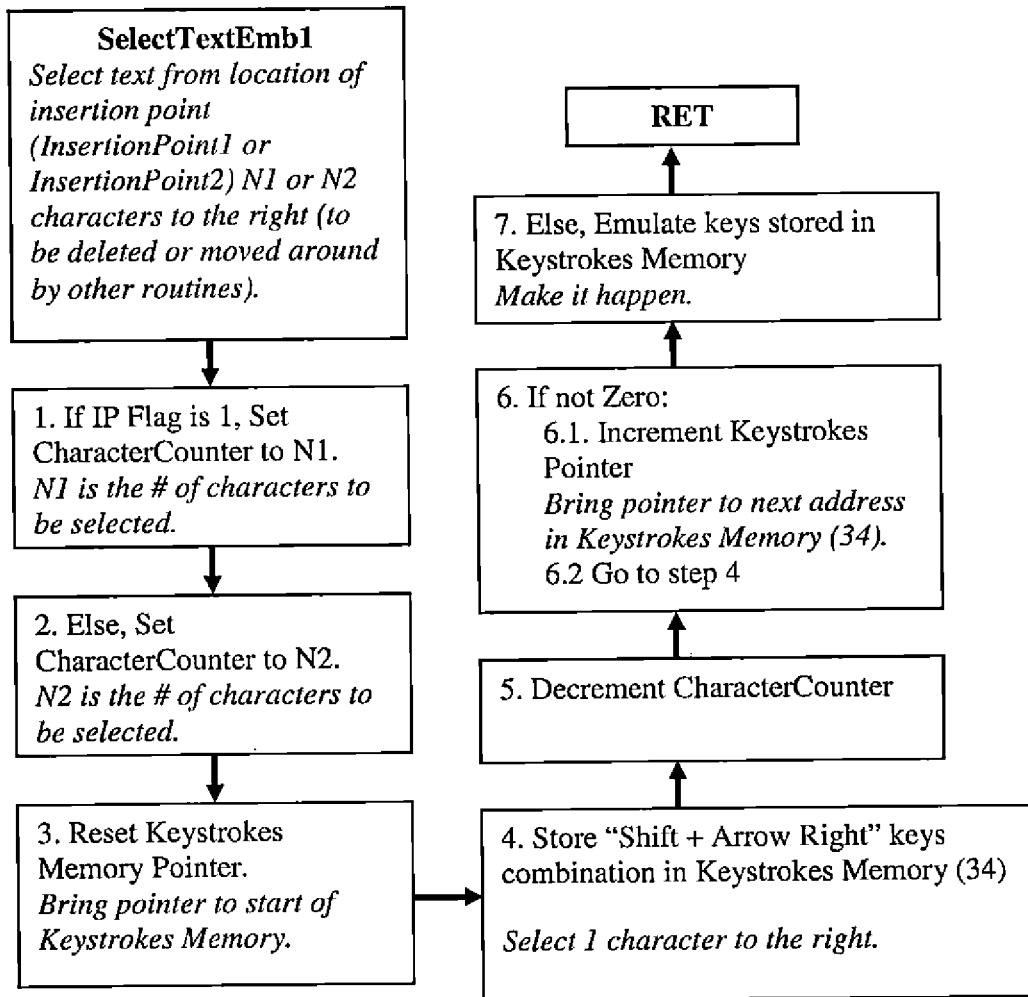 SelectTextEmb1
Select text from location of
insertion point
(InsertionPoint1 or
InsertionPoint2) N1 or N2
characters to the right (to
be deleted or moved around
by other routines).
1. If IP Flag is 1, Set
CharacterCounter to N1.
N1 is the # of characters to
be selected.
2. Else, Set
CharacterCounter to N2.
N2 is the # of characters to
be selected.
3. Reset Keystrokes
Memory Pointer.
Bring pointer to start of
Keystrokes Memory.
4. Store “Shift + Arrow Right” keys
combination in Keystrokes Memory (34)
Select 1 character to the right.
5. Decrement CharacterCounter
6. If not Zero:
6.1. Increment Keystrokes
Pointer
Bring pointer to next address
in Keystrokes Memory (34).
6.2 Go to step 4
7. Else, Emulate keys stored in
Keystrokes Memory
Make it happen.
RET